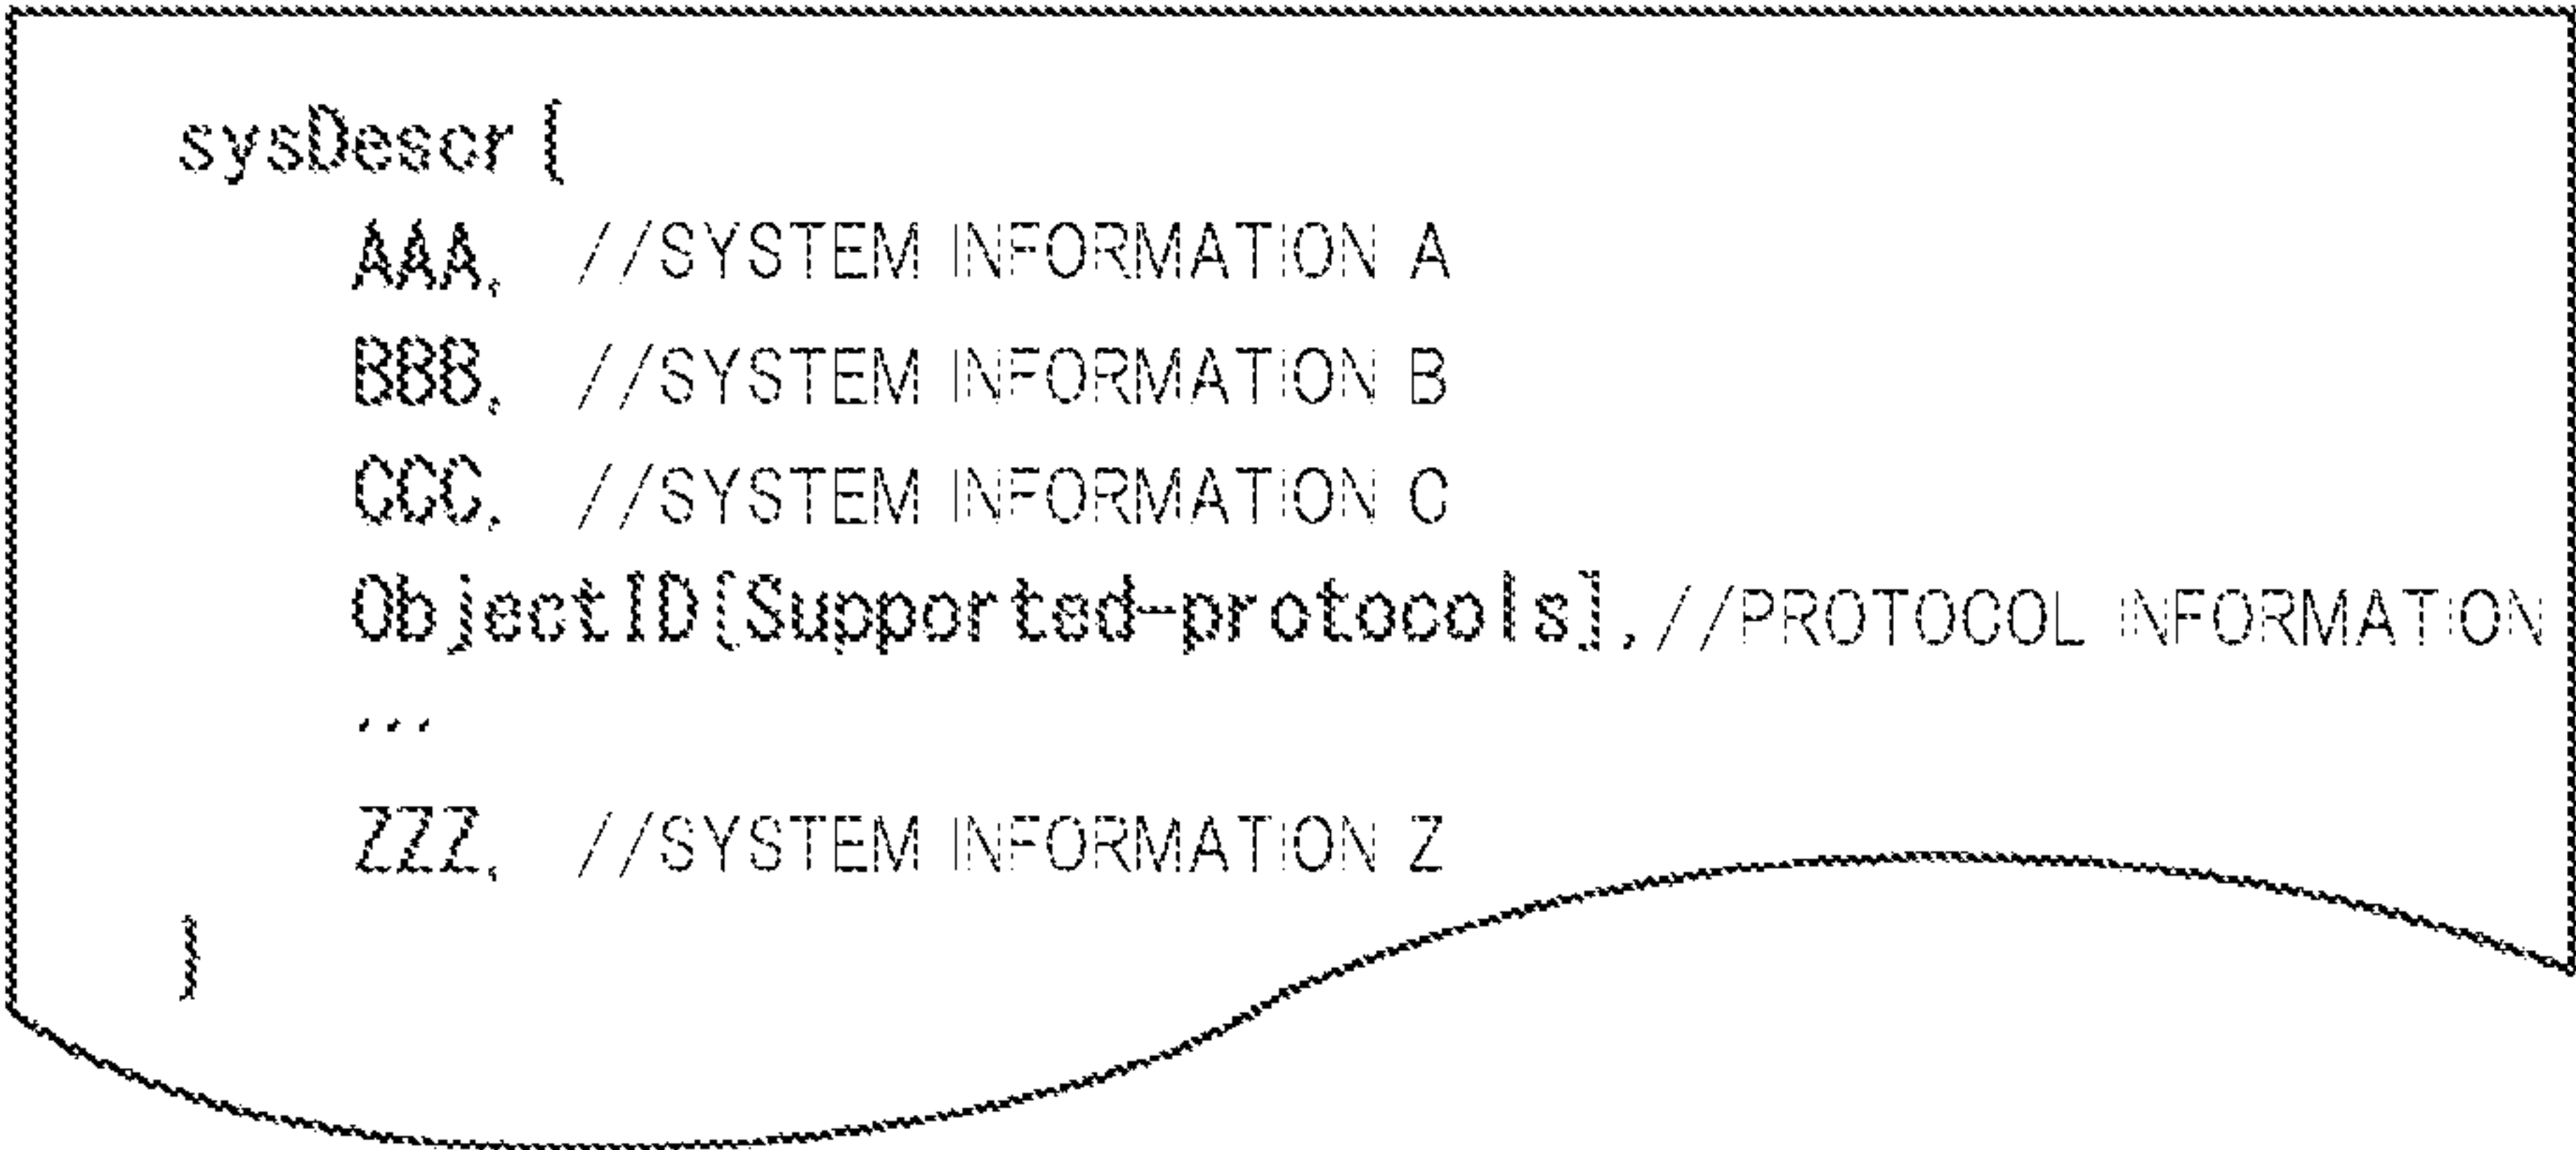 sysDescr {
AAA, //SYSTEM INFORMATION A
BBB, //SYSTEM INFORMATION B
CCC, //SYSTEM INFORMATION C
ObjectID[Supported-protocols],//PROTOCOL INFORMATION
...
ZZZ, //SYSTEM INFORMATION Z
}